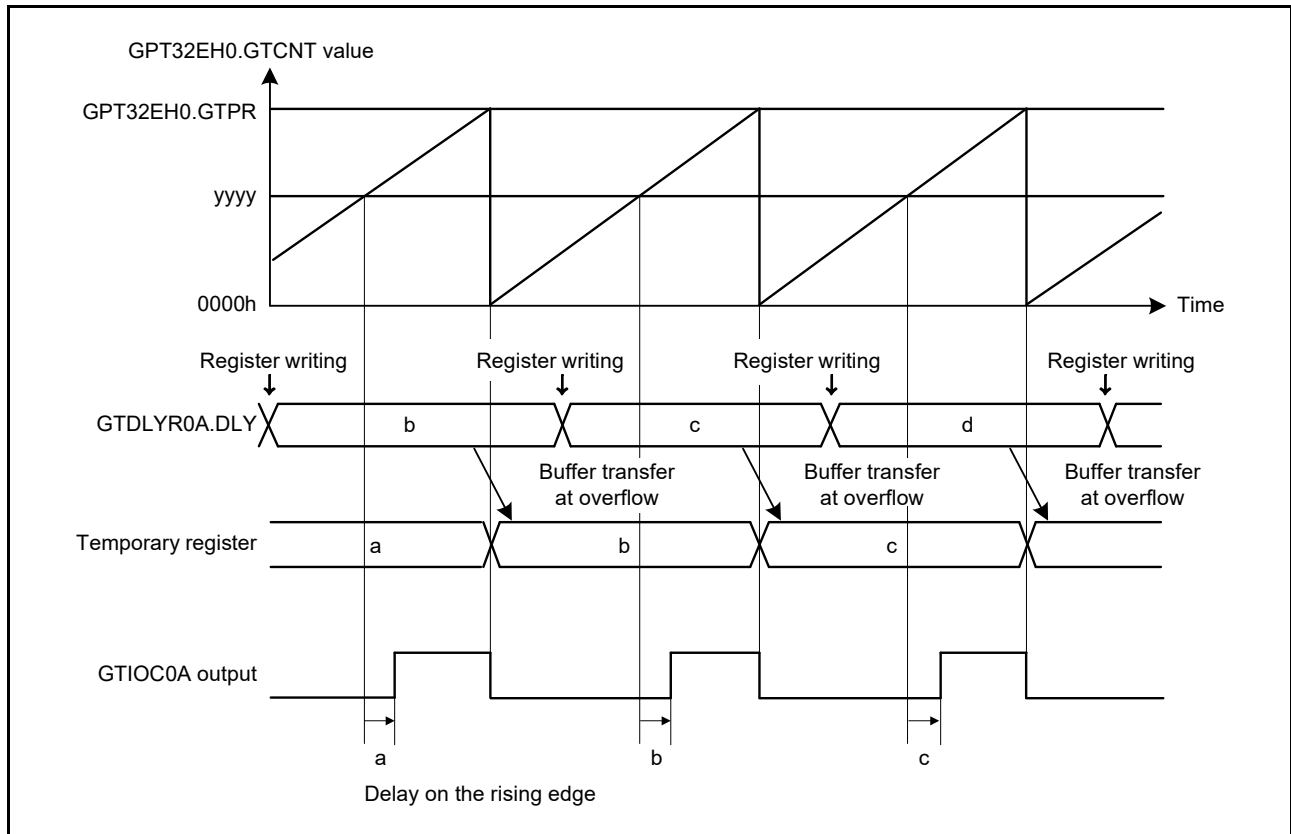 GPT32EH0.GTCNT value
GPT32EH0.GTPR
yyyy
0000h
Time
Register writing
Register writing
Register writing
Register writing
GTDLYR0A.DLY
b
c
d
Buffer transfer
at overflow
Buffer transfer
at overflow
Buffer transfer
at overflow
Temporary register
a
b
c
GTIOC0A output
a
b
c
Delay on the rising edge